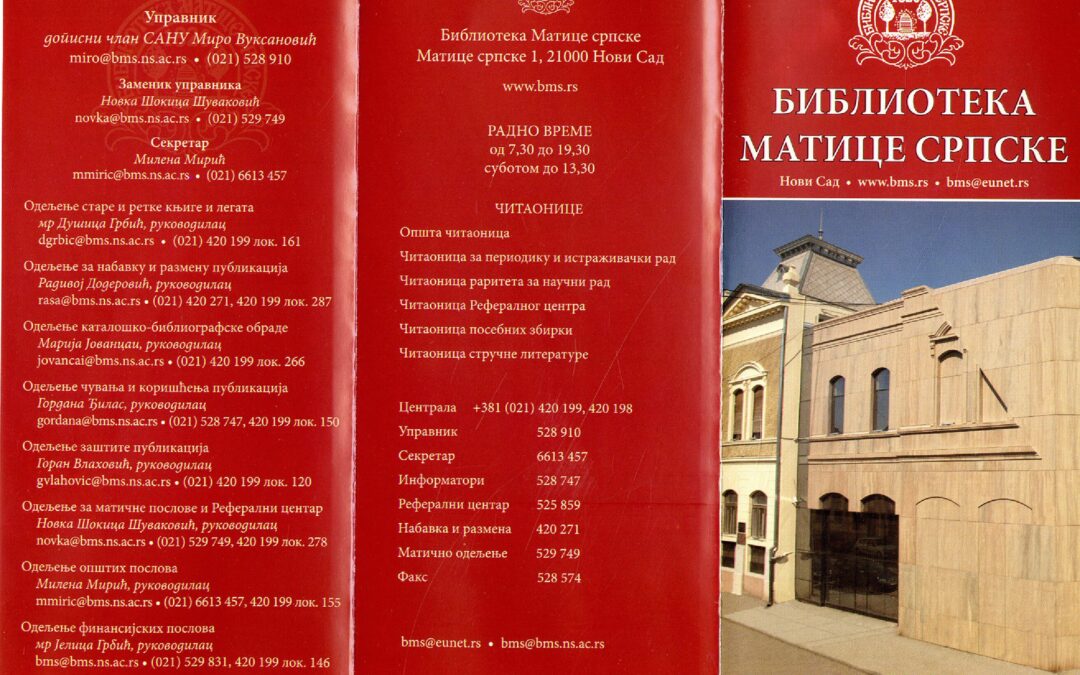 Управник
дописни члан САНУ Миро Вуксановић
miro@bms.ns.ac.rs • (021) 528 910
Заменик управника
Новка Шокица Шуваковић
novka@bms.ns.ac.rs • (021) 529 749
Секретар
Милена Мирић
mmiric@bms.ns.ac.rs • (021) 6613 457
Одељење старе и ретке књиге и легата
мр Душица Грбић, руководилац
dgrbic@bms.ns.ac.rs • (021) 420 199 лок. 161
Одељење за набавку и размену публикација
Радивој Додеровић, руководилац
rasa@bms.ns.ac.rs • (021) 420 271, 420 199 лок. 287
Одељење каталошко-библиографске обраде
Марија Јованцаи, руководилац
jovancai@bms.ns.ac.rs • (021) 420 199 лок. 266
Одељење чувања и коришћења публикација
Гордана Ђилас, руководилац
gordana@bms.ns.ac.rs • (021) 528 747, 420 199 лок. 150
Одељење заштите публикација
Горан Влаховић, руководилац
gvlahovic@bms.ns.ac.rs • (021) 420 199 лок. 120
Одељење за матичне послове и Реферални центар
Новка Шокица Шуваковић, руководилац
novka@bms.ns.ac.rs • (021) 529 749, 420 199 лок. 278
Одељење општих послова
Милена Мирић, руководилац
mmiric@bms.ns.ac.rs • (021) 6613 457, 420 199 лок. 155
Одељење финансијских послова
мр Јелица Грбић, руководилац
bms@bms.ns.ac.rs • (021) 529 831, 420 199 лок. 146
Библиотека Матице српске
Матице српске 1, 21000 Нови Сад
www.bms.rs
РАДНО ВРЕМЕ
од 7,30 до 19,30
суботом до 13,30
ЧИТАОНИЦЕ
Општа читаоница
Читаоница за периодику и истраживачки рад
Читаоница раритета за научни рад
Читаоница Рефералног центра
Читаоница посебних збирки
Читаоница стручне литературе
Централа +381 (021) 420 199, 420 198
Управник 528 910
Секретар 6613 457
Информатори 528 747
Реферални центар 525 859
Набавка и размена 420 271
Матично одељење 529 749
Факс 528 574
bms@eunet.rs • bms@bms.ns.ac.rs
БИБЛИОТЕКА
МАТИЦЕ СРПСКЕ
Нови Сад • www.bms.rs • bms@eunet.rs